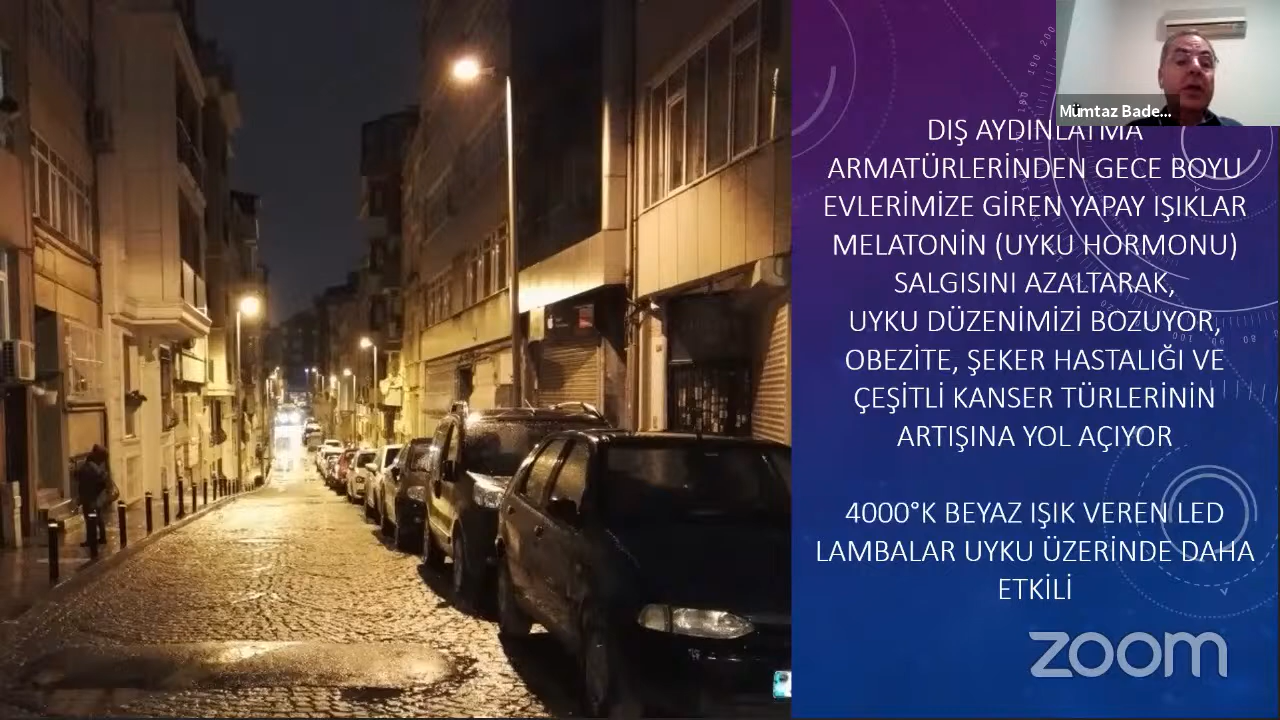 Mümtaz Bade...
DIŞ AYDINLATMA
ARMATÜRLERİNDEN GECE BOYU
EVLERİMİZE GİREN YAPAY IŞIKLAR
MELATONİN (UYKU HORMONU)
SALGISINI AZALTARAK,
UYKU DÜZENİMİZİ BOZUYOR,
OBEZİTE, ŞEKER HASTALIĞI VE
ÇEŞİTLİ KANSER TÜRLERİNİN
ARTIŞINA YOL AÇIYOR
4000°K BEYAZ IŞIK VEREN LED
LAMBALAR UYKU ÜZERİNDE DAHA
ETKİLİ
zoom